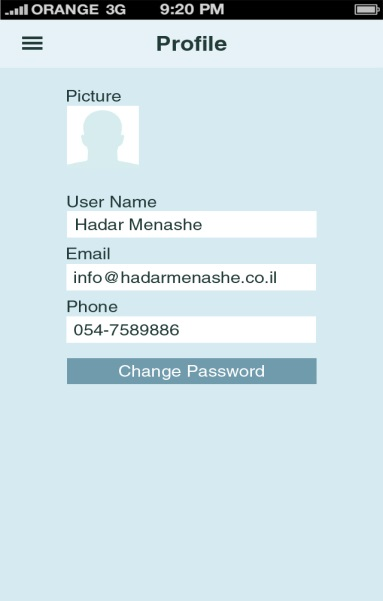 ORANGE 3G 9:20 PM
Profile
Picture
User Name
Hadar Menashe
Email
info@hadarmenashe.co.il
Phone
054-7589886
Change Password